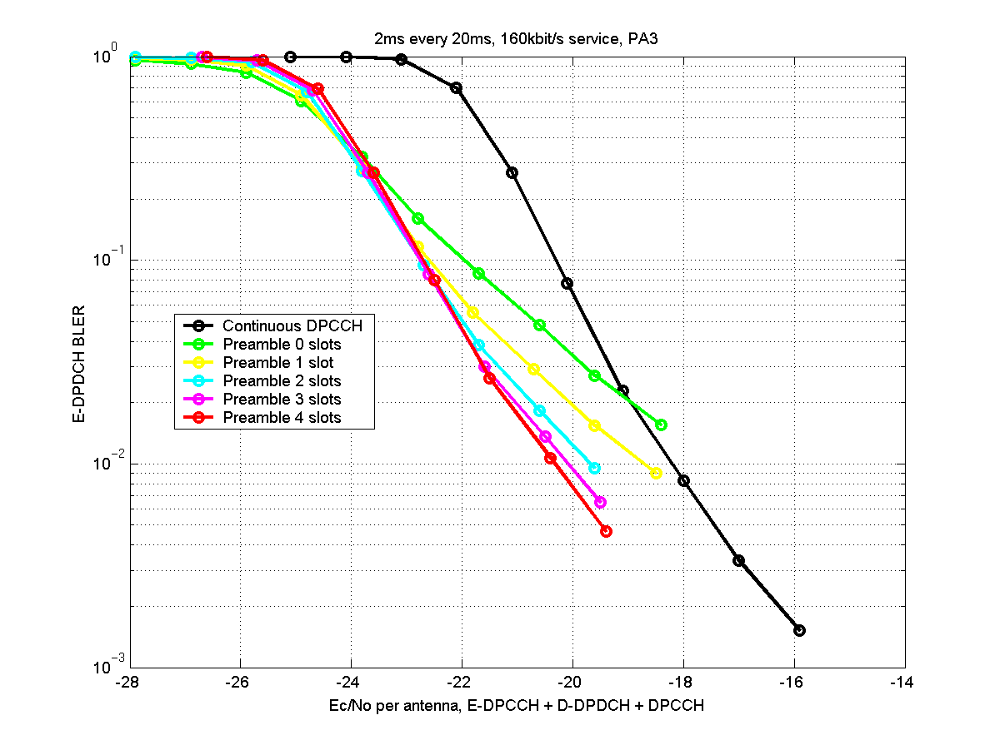 2ms every 20ms, 160kbit/s service, PA3
10^0
10^-1
10^-2
10^-3
E-DPDCH BLER
Continuous DPCCH
Preamble 0 slots
Preamble 1 slot
Preamble 2 slots
Preamble 3 slots
Preamble 4 slots
-28 -26 -24 -22 -20 -18 -16 -14
Ec/No per antenna, E-DPCCH + D-DPDCH + DPCCH